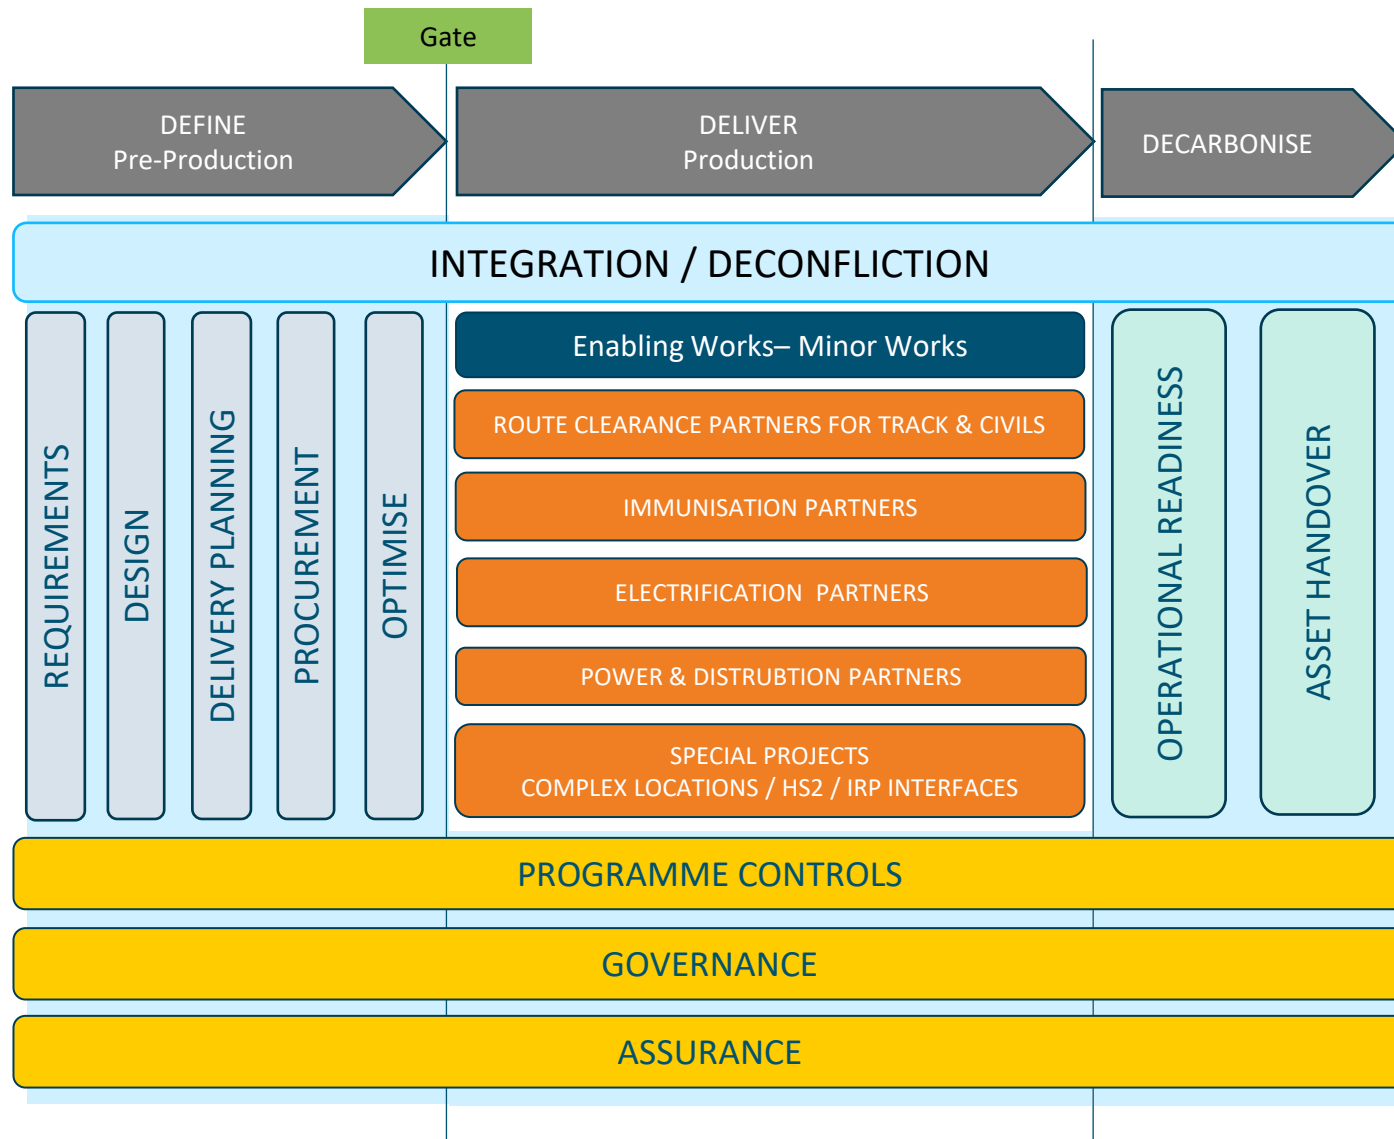 Gate
DEFINE
Pre-Production
DELIVER
Production
DECARBONISE
INTEGRATION / DECONFLICTION
REQUIREMENTS
DESIGN
DELIVERY PLANNING
PROCUREMENT
OPTIMISE
Enabling Works– Minor Works
ROUTE CLEARANCE PARTNERS FOR TRACK & CIVILS
IMMUNISATION PARTNERS
ELECTRIFICATION  PARTNERS
POWER & DISTRUBTION PARTNERS
SPECIAL PROJECTS
COMPLEX LOCATIONS / HS2 / IRP INTERFACES
OPERATIONAL READINESS
ASSET HANDOVER
PROGRAMME CONTROLS
GOVERNANCE
ASSURANCE